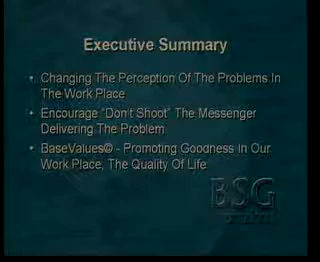 Executive Summary
• Changing The Perception Of The Problems In
The Work Place
• Encourage "Don't Shoot" The Messenger
Delivering The Problem
• BaseValues© - Promoting Goodness In Our
Work Place, The Quality Of Life
BSG